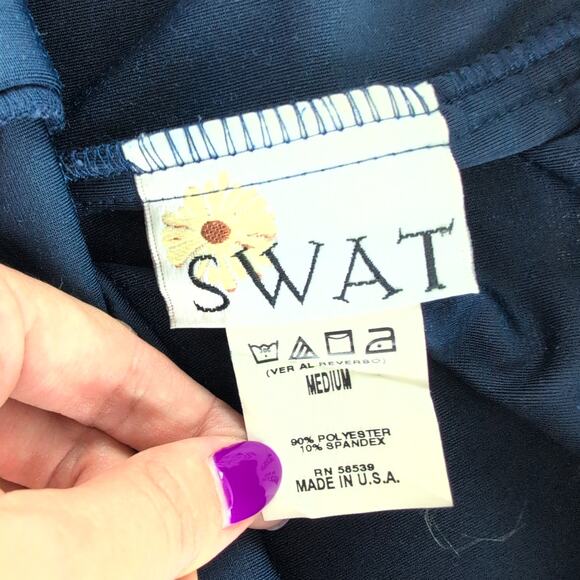 SWAT
(VER AL REVERSO)
MEDIUM
90% POLYESTER
10% SPANDEX
RN 58539
MADE IN U.S.A.